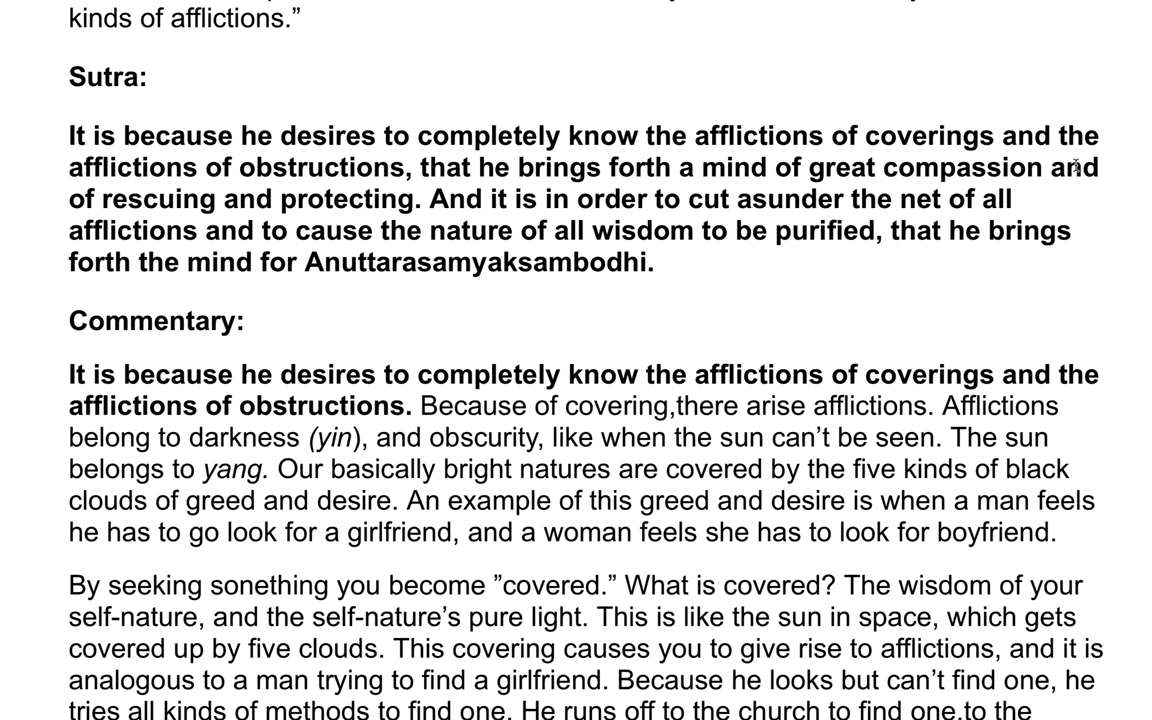 kinds of afflictions.”
Sutra:
It is because he desires to completely know the afflictions of coverings and the
afflictions of obstructions, that he brings forth a mind of great compassion and
of rescuing and protecting. And it is in order to cut asunder the net of all
afflictions and to cause the nature of all wisdom to be purified, that he brings
forth the mind for Anuttarasamyaksambodhi.
Commentary:
It is because he desires to completely know the afflictions of coverings and the
afflictions of obstructions. Because of covering,there arise afflictions. Afflictions
belong to darkness (yin), and obscurity, like when the sun can’t be seen. The sun
belongs to yang. Our basically bright natures are covered by the five kinds of black
clouds of greed and desire. An example of this greed and desire is when a man feels
he has to go look for a girlfriend, and a woman feels she has to look for boyfriend.
By seeking sonething you become ”covered.” What is covered? The wisdom of your
self-nature, and the self-nature’s pure light. This is like the sun in space, which gets
covered up by five clouds. This covering causes you to give rise to afflictions, and it is
analogous to a man trying to find a girlfriend. Because he looks but can’t find one, he
tries all kinds of methods to find one. He runs off to the church to find one,to the